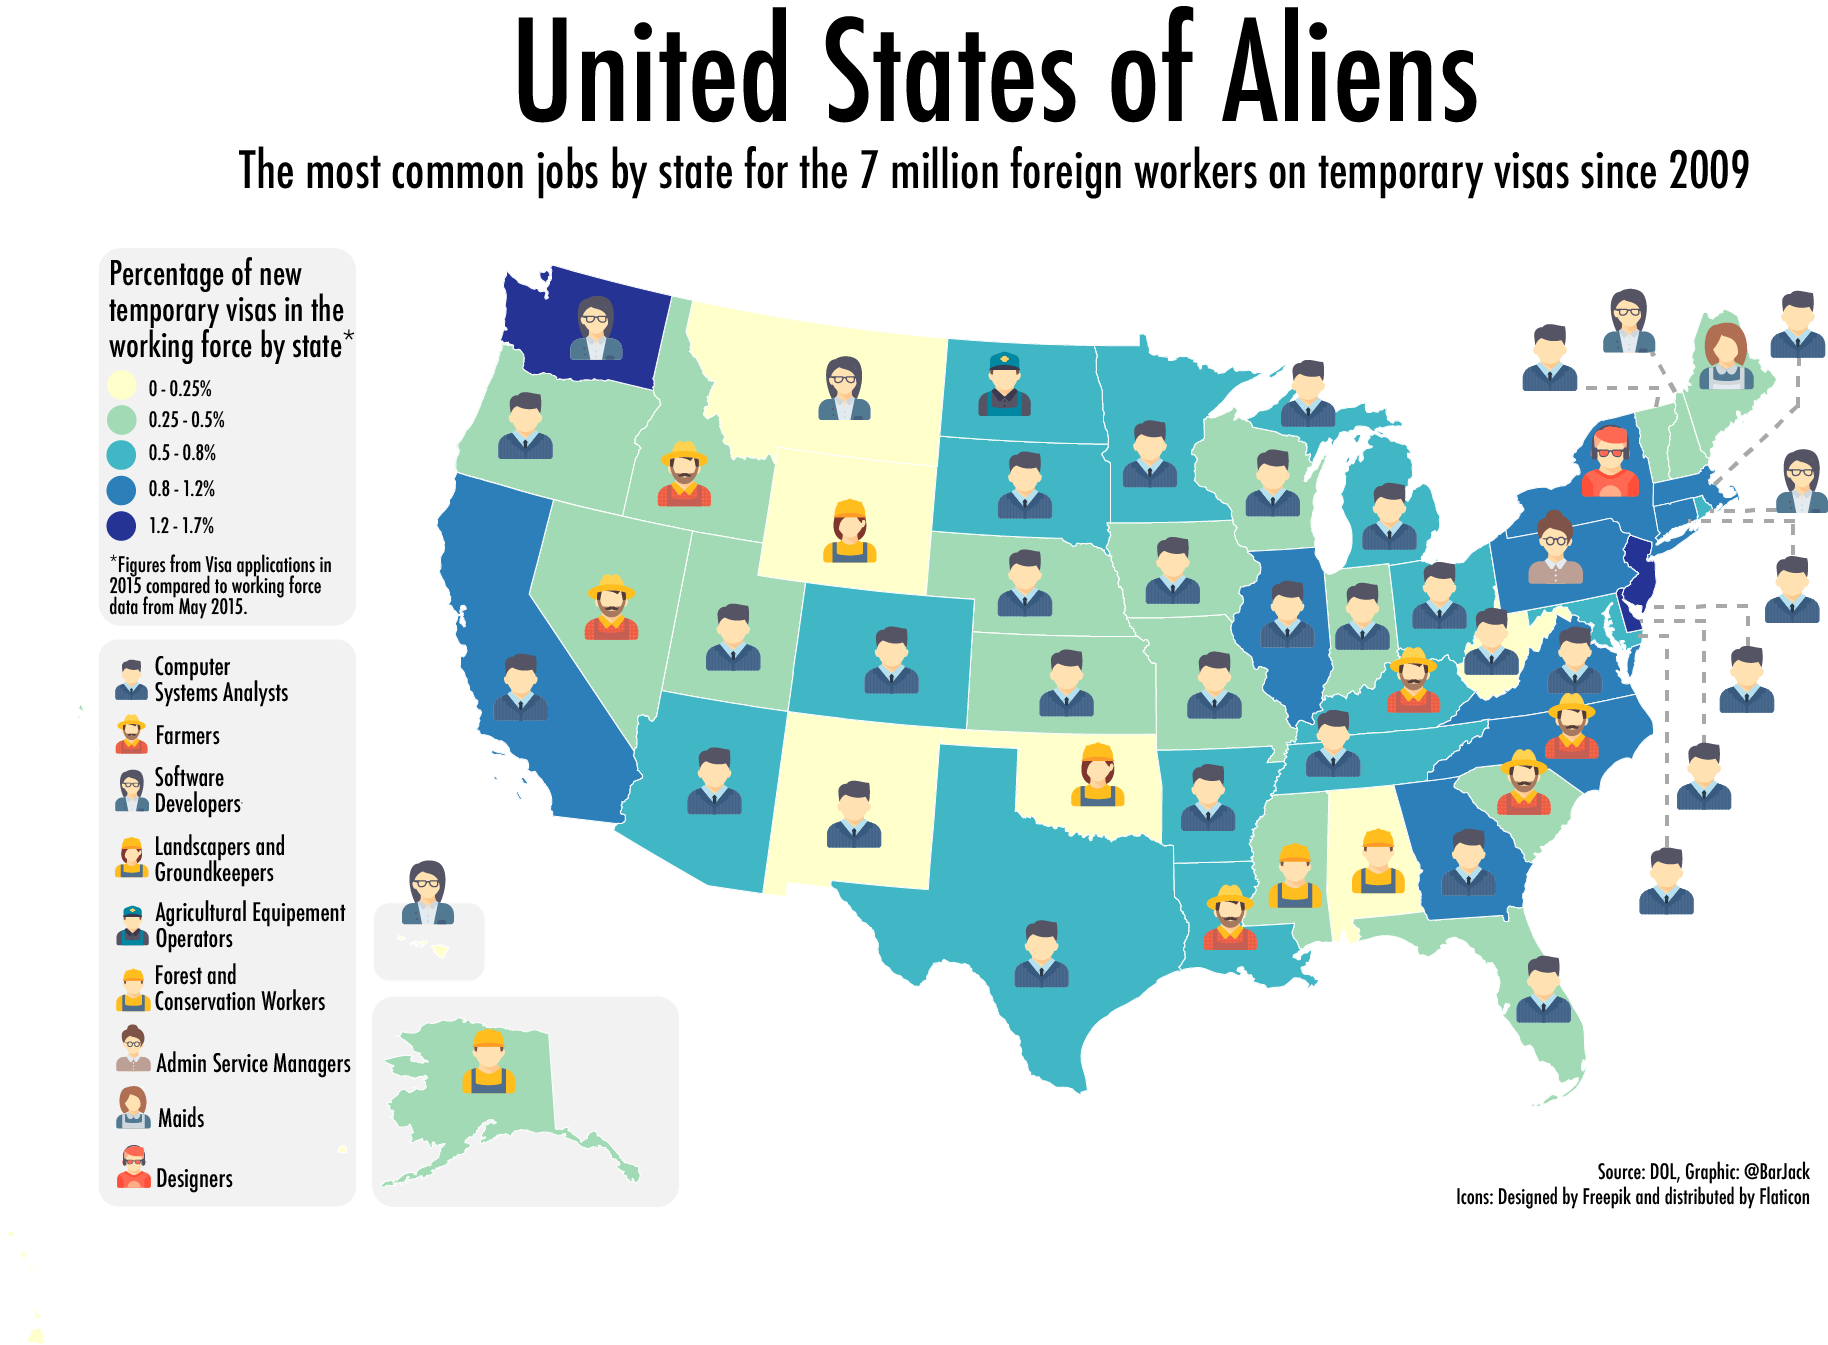 United States of Aliens
The most common jobs by state for the 7 million foreign workers on temporary visas since 2009
Percentage of new
temporary visas in the
working force by state*
0 - 0.25%
0.25 - 0.5%
0.5 - 0.8%
0.8 - 1.2%
1.2 - 1.7%
*Figures from Visa applications in
2015 compared to working force
data from May 2015.
Computer
Systems Analysts
Farmers
Software
Developers
Landscapers and
Groundkeepers
Agricultural Equipement
Operators
Forest and
Conservation Workers
Admin Service Managers
Maids
Designers
Source: DOL, Graphic: @BarJack
Icons: Designed by Freepik and distributed by Flaticon